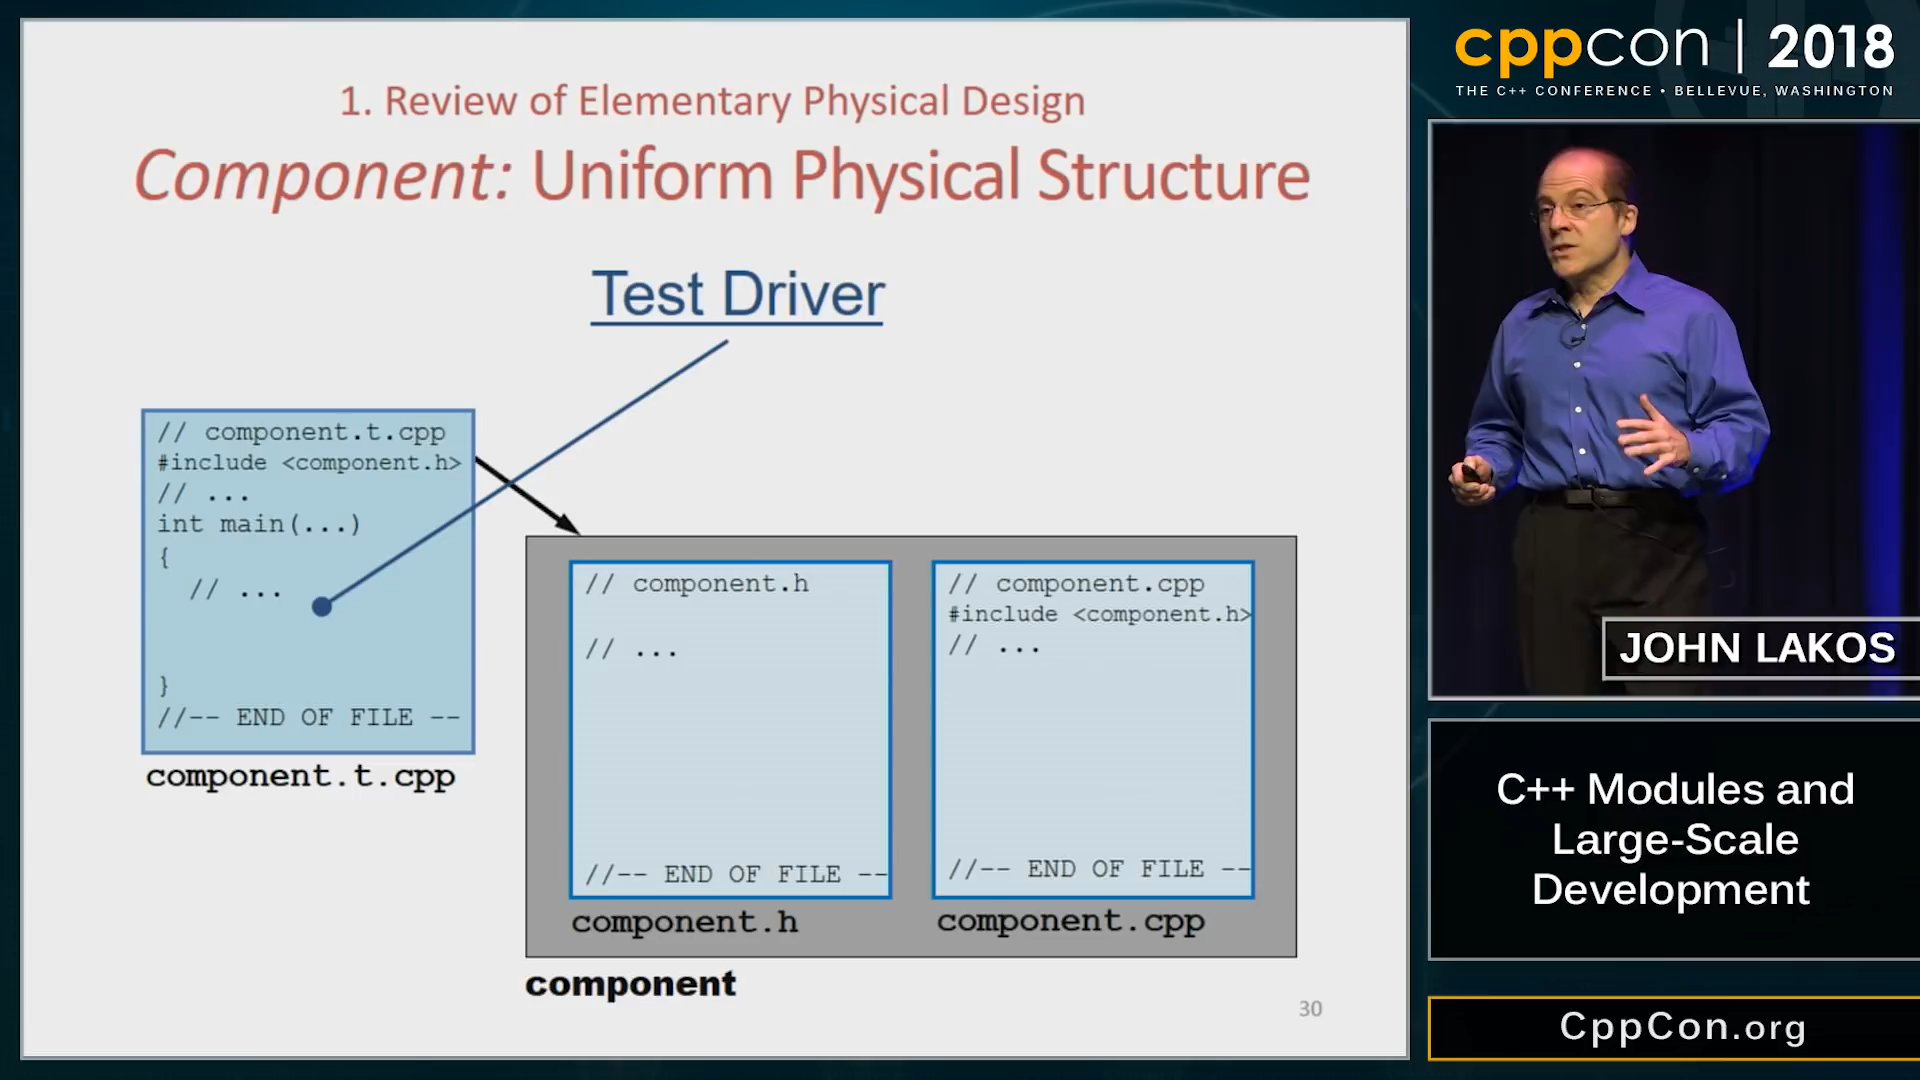 1. Review of Elementary Physical Design
Component: Uniform Physical Structure
Test Driver
// component.t.cpp
#include <component.h>
// ...
int main(...)
{
// ...
}
//-- END OF FILE --
component.t.cpp
// component.h
// ...
//-- END OF FILE --
component.h
// component.cpp
#include <component.h>
// ...
//-- END OF FILE --
component.cpp
component
30
cppcon | 2018
THE C++ CONFERENCE • BELLEVUE, WASHINGTON
JOHN LAKOS
C++ Modules and
Large-Scale
Development
CppCon.org